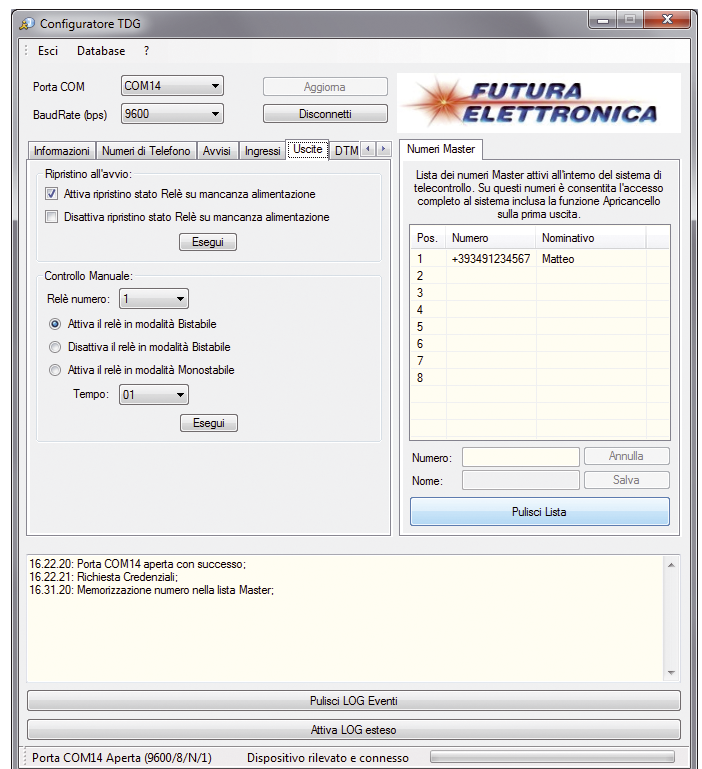 Configuratore TDG
Esci Database ?
Porta COM COM14 Aggiorna
BaudRate (bps) 9600 Disconnetti
FUTURA
ELETTRONICA
Informazioni Numeri di Telefono Avvisi Ingressi Uscite DTM
Ripristino all'avvio:
Attiva ripristino stato Relè su mancanza alimentazione
Disattiva ripristino stato Relè su mancanza alimentazione
Esegui
Controllo Manuale:
Relè numero: 1
Attiva il relè in modalità Bistabile
Disattiva il relè in modalità Bistabile
Attiva il relè in modalità Monostabile
Tempo: 01
Esegui
Numeri Master
Lista dei numeri Master attivi all'interno del sistema di
telecontrollo. Su questi numeri è consentita l'accesso
completo al sistema inclusa la funzione Apricancello
sulla prima uscita.
Pos. Numero Nominativo
1 +393491234567 Matteo
2
3
4
5
6
7
8
Numero: Annulla
Nome: Salva
Pulisci Lista
16.22.20: Porta COM14 aperta con successo;
16.22.21: Richiesta Credenziali;
16.31.20: Memorizzazione numero nella lista Master;
Pulisci LOG Eventi
Attiva LOG esteso
Porta COM14 Aperta (9600/8/N/1) Dispositivo rilevato e connesso